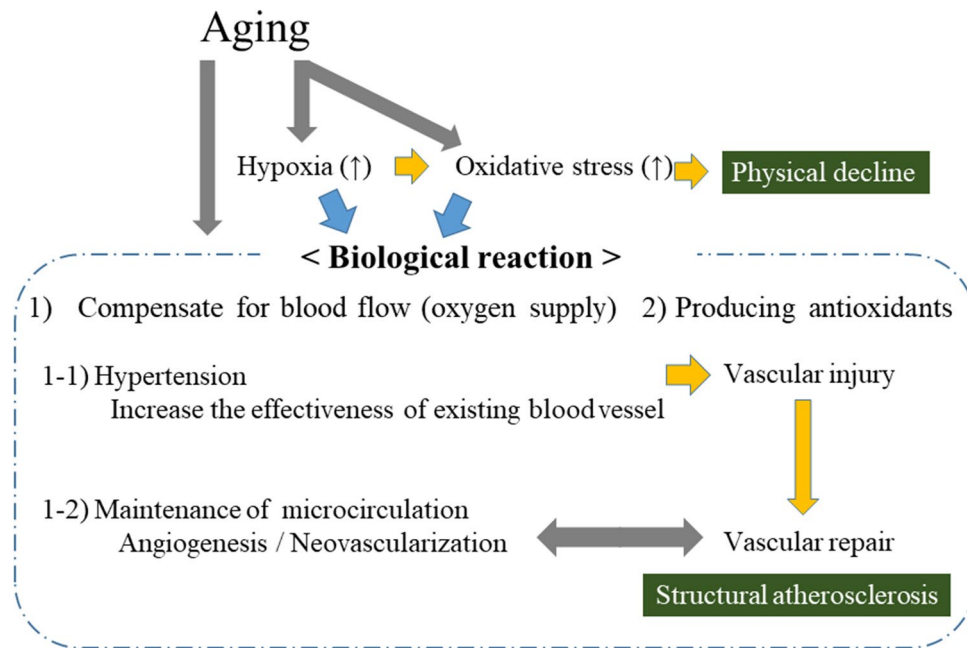 Aging
Hypoxia (↑)
Oxidative stress (↑)
Physical decline
< Biological reaction >
1) Compensate for blood flow (oxygen supply)
2) Producing antioxidants
1-1) Hypertension
Increase the effectiveness of existing blood vessel
Vascular injury
1-2) Maintenance of microcirculation
Angiogenesis / Neovascularization
Vascular repair
Structural atherosclerosis